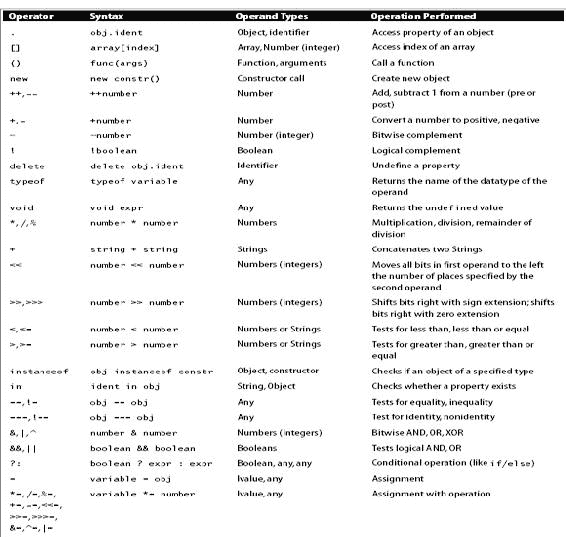 Operator Syntax Operand Types Operation Performed
. obj.ident Object, identifier Access property of an object
[] array[index] Array, Number (integer) Access index of an array
() func(args) Function, arguments Call a function
new new constr() Constructor call Create new object
++,-- ++number Number Add, subtract 1 from a number (pre or
post)
+,- +number Number Convert a number to positive, negative
~ ~number Number (integer) Bitwise complement
! !boolean Boolean Logical complement
delete delete obj.ident Identifier Undefine a property
typeof typeof variable Any Returns the name of the datatype of the
operand
void void expr Any Returns the undefined value
*,/,% number * number Numbers Multiplication, division, remainder of
division
+ string + string Strings Concatenates two Strings
<< number << number Numbers (integers) Moves all bits in first operand to the left
the number of places specified by the
second operand
>>,>>> number >> number Numbers (integers) Shifts bits right with sign extension; shifts
bits right with zero extension
<,<= number < number Numbers or Strings Tests for less than, less than or equal
>,>= number > number Numbers or Strings Tests for greater than, greater than or
equal
instanceof obj instanceof constr Object, constructor Checks if an object of a specified type
in ident in obj String, Object Checks whether a property exists
==,!= obj == obj Any Tests for equality, inequality
===,!== obj === obj Any Test for identity, nonidentity
&,|,^ number & number Numbers (integers) Bitwise AND, OR, XOR
&&,|| boolean && boolean Booleans Tests logical AND, OR
?: boolean ? expr : expr Boolean, any, any Conditional operation (like if/else)
= variable = obj lvalue, any Assignment
*=,/=,%=, variable *= number lvalue, any Assignment with operation
+=,-=,<<=,
>>=,>>>=,
&=,^=,|=